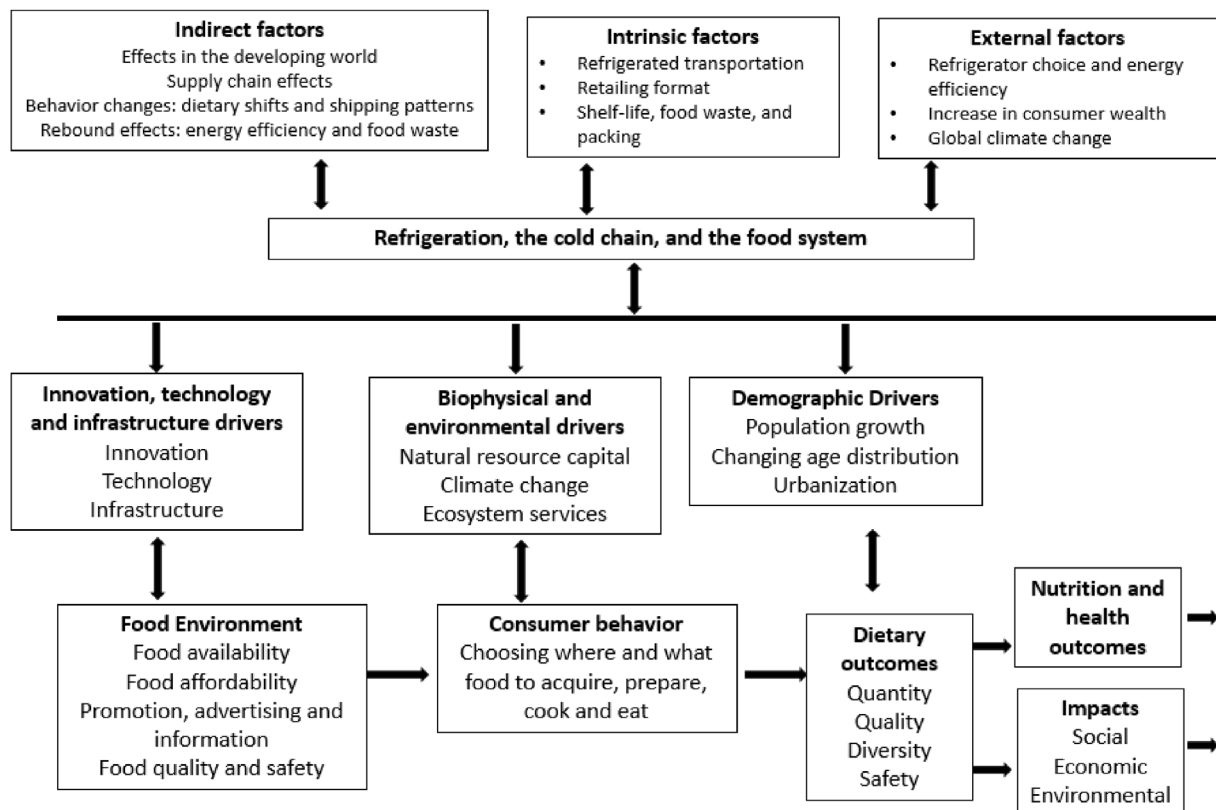 Indirect factors
Effects in the developing world
Supply chain effects
Behavior changes: dietary shifts and shipping patterns
Rebound effects: energy efficiency and food waste
Intrinsic factors
• Refrigerated transportation
• Retailing format
• Shelf-life, food waste, and
packing
External factors
• Refrigerator choice and energy
efficiency
• Increase in consumer wealth
• Global climate change
Refrigeration, the cold chain, and the food system
Innovation, technology
and infrastructure drivers
Innovation
Technology
Infrastructure
Biophysical and
environmental drivers
Natural resource capital
Climate change
Ecosystem services
Demographic Drivers
Population growth
Changing age distribution
Urbanization
Food Environment
Food availability
Food affordability
Promotion, advertising and
information
Food quality and safety
Consumer behavior
Choosing where and what
food to acquire, prepare,
cook and eat
Dietary
outcomes
Quantity
Quality
Diversity
Safety
Nutrition and
health
outcomes
Impacts
Social
Economic
Environmental